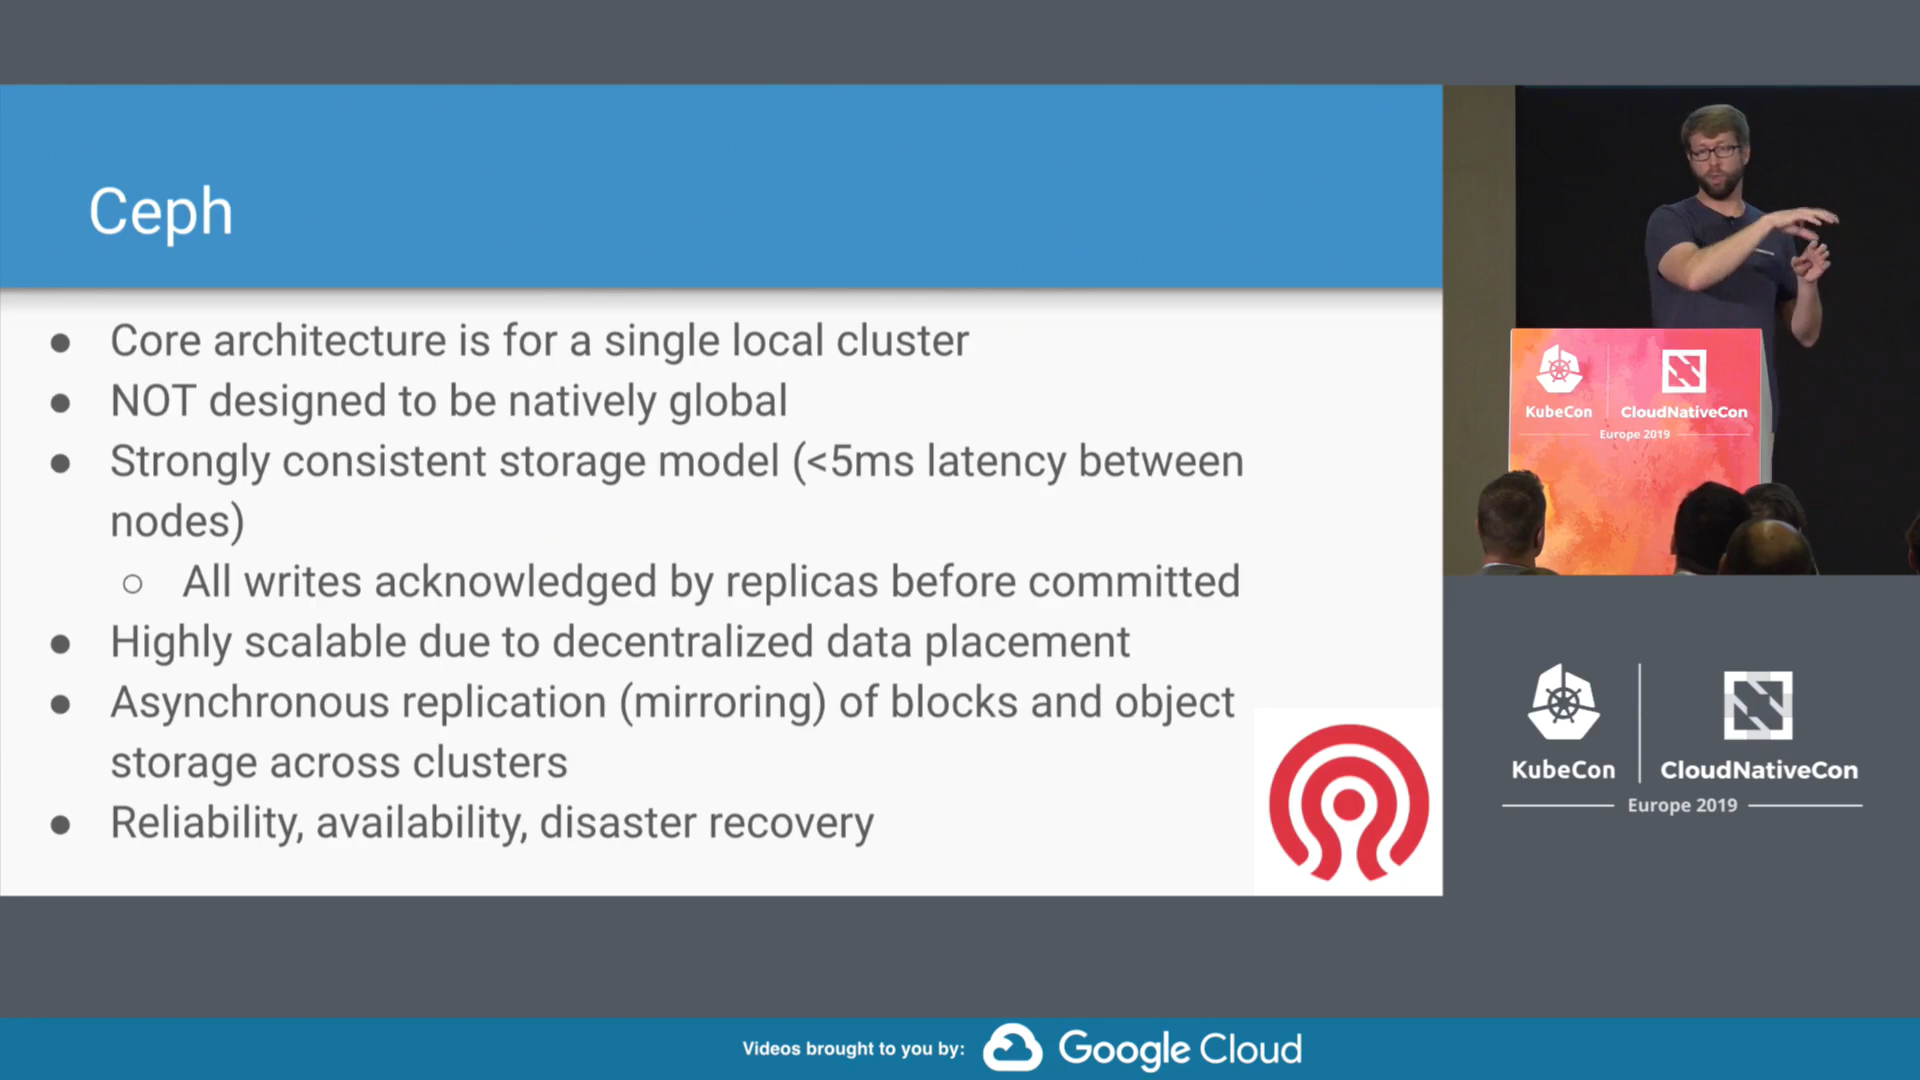 Ceph
● Core architecture is for a single local cluster
● NOT designed to be natively global
● Strongly consistent storage model (<5ms latency between
nodes)
○ All writes acknowledged by replicas before committed
● Highly scalable due to decentralized data placement
● Asynchronous replication (mirroring) of blocks and object
storage across clusters
● Reliability, availability, disaster recovery
KubeCon CloudNativeCon
Europe 2019
KubeCon CloudNativeCon
Europe 2019
Videos brought to you by: Google Cloud